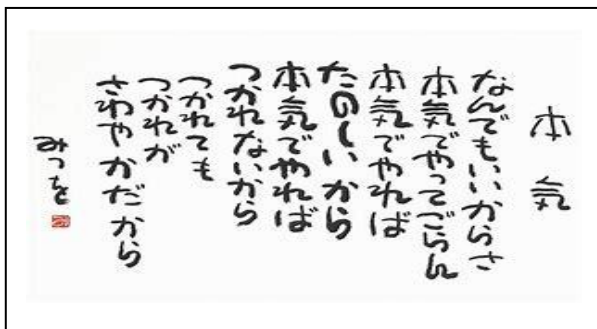 本気
なんでもいいからさ
本気でやってごらん
本気でやれば
たのしいから
本気でやれば
つかれないから
つかれても
つかれが
さわやかだから
みつを